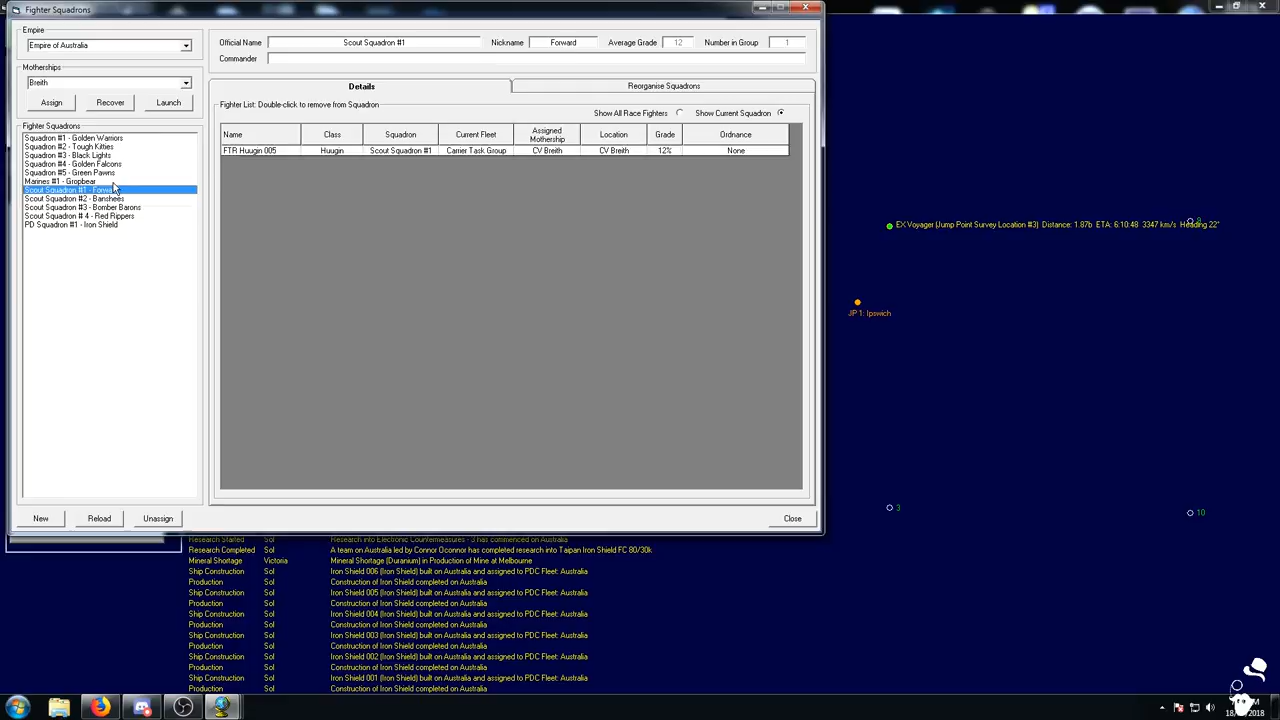 Fighter Squadrons
Empire
Empire of Australia
Motherships
Breith
Assign Recover Launch
Fighter Squadrons
Squadron #1 - Golden Warriors
Squadron #2 - Tough Kitties
Squadron #3 - Black Lights
Squadron #4 - Golden Falcons
Squadron #5 - Green Pawns
Marines #1 - Gropbear
Scout Squadron #1 - Forward
Scout Squadron #2 - Banshees
Scout Squadron #3 - Bomber Barons
Scout Squadron # 4 - Red Rippers
PD Squadron #1 - Iron Shield
New Reload Unassign
Official Name Scout Squadron #1 Nickname Forward Average Grade 12 Number in Group 1
Commander
Details Reorganise Squadrons
Fighter List: Double-click to remove from Squadron
Show All Race Fighters Show Current Squadron
Name Class Squadron Current Fleet Assigned Mothership Location Grade Ordnance
FTR Huugin 005 Huugin Scout Squadron #1 Carrier Task Group CV Breith CV Breith 12% None
Close
EX Voyager (Jump Point Survey Location #3) Distance: 1.87b ETA: 6:10:48 3347 km/s Heading 22°
9
JP 1: Ipswich
3
10
Research Started Sol Research into Electronic Countermeasures - 3 has commenced on Australia
Research Completed Sol A team on Australia led by Connor Oconnor has completed research into Taipan Iron Shield FC 80/30k
Mineral Shortage Victoria Mineral Shortage (Duranium) in Production of Mine at Melbourne
Ship Construction Sol Iron Shield 006 (Iron Shield) built on Australia and assigned to PDC Fleet: Australia
Production Sol Construction of Iron Shield completed on Australia
Ship Construction Sol Iron Shield 005 (Iron Shield) built on Australia and assigned to PDC Fleet: Australia
Production Sol Construction of Iron Shield completed on Australia
Ship Construction Sol Iron Shield 004 (Iron Shield) built on Australia and assigned to PDC Fleet: Australia
Production Sol Construction of Iron Shield completed on Australia
Ship Construction Sol Iron Shield 003 (Iron Shield) built on Australia and assigned to PDC Fleet: Australia
Production Sol Construction of Iron Shield completed on Australia
Ship Construction Sol Iron Shield 002 (Iron Shield) built on Australia and assigned to PDC Fleet: Australia
Production Sol Construction of Iron Shield completed on Australia
Ship Construction Sol Iron Shield 001 (Iron Shield) built on Australia and assigned to PDC Fleet: Australia
Production Sol Construction of Iron Shield completed on Australia